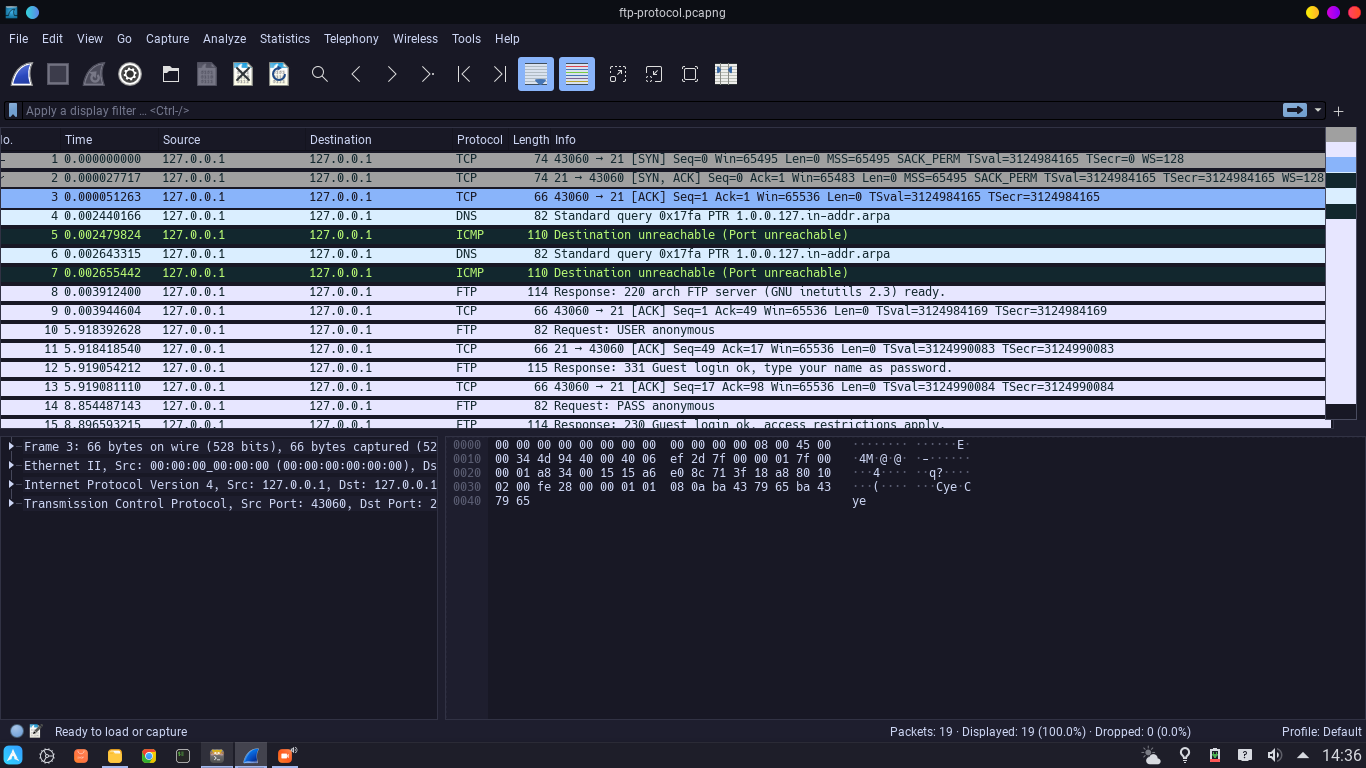 ftp-protocol.pcapng
File Edit View Go Capture Analyze Statistics Telephony Wireless Tools Help
Apply a display filter … <Ctrl-/>
o. Time Source Destination Protocol Length Info
1 0.000000000 127.0.0.1 127.0.0.1 TCP 74 43060 → 21 [SYN] Seq=0 Win=65495 Len=0 MSS=65495 SACK_PERM TSval=3124984165 TSecr=0 WS=128
2 0.000027717 127.0.0.1 127.0.0.1 TCP 74 21 → 43060 [SYN, ACK] Seq=0 Ack=1 Win=65483 Len=0 MSS=65495 SACK_PERM TSval=3124984165 TSecr=3124984165 WS=128
3 0.000051263 127.0.0.1 127.0.0.1 TCP 66 43060 → 21 [ACK] Seq=1 Ack=1 Win=65536 Len=0 TSval=3124984165 TSecr=3124984165
4 0.002440166 127.0.0.1 127.0.0.1 DNS 82 Standard query 0x17fa PTR 1.0.0.127.in-addr.arpa
5 0.002479824 127.0.0.1 127.0.0.1 ICMP 110 Destination unreachable (Port unreachable)
6 0.002643315 127.0.0.1 127.0.0.1 DNS 82 Standard query 0x17fa PTR 1.0.0.127.in-addr.arpa
7 0.002655442 127.0.0.1 127.0.0.1 ICMP 110 Destination unreachable (Port unreachable)
8 0.003912400 127.0.0.1 127.0.0.1 FTP 114 Response: 220 arch FTP server (GNU inetutils 2.3) ready.
9 0.003944604 127.0.0.1 127.0.0.1 TCP 66 43060 → 21 [ACK] Seq=1 Ack=49 Win=65536 Len=0 TSval=3124984169 TSecr=3124984169
10 5.918392628 127.0.0.1 127.0.0.1 FTP 82 Request: USER anonymous
11 5.918418540 127.0.0.1 127.0.0.1 TCP 66 21 → 43060 [ACK] Seq=49 Ack=17 Win=65536 Len=0 TSval=3124990083 TSecr=3124990083
12 5.919054212 127.0.0.1 127.0.0.1 FTP 115 Response: 331 Guest login ok, type your name as password.
13 5.919081110 127.0.0.1 127.0.0.1 TCP 66 43060 → 21 [ACK] Seq=17 Ack=98 Win=65536 Len=0 TSval=3124990084 TSecr=3124990084
14 8.854487143 127.0.0.1 127.0.0.1 FTP 82 Request: PASS anonymous
15 8.896593215 127.0.0.1 127.0.0.1 FTP 114 Response: 230 Guest login ok, access restrictions apply.
Frame 3: 66 bytes on wire (528 bits), 66 bytes captured (52
Ethernet II, Src: 00:00:00_00:00:00 (00:00:00:00:00:00), Ds
Internet Protocol Version 4, Src: 127.0.0.1, Dst: 127.0.0.1
Transmission Control Protocol, Src Port: 43060, Dst Port: 2
0000 00 00 00 00 00 00 00 00 00 00 00 00 08 00 45 00 ········ ······E·
0010 00 34 4d 94 40 00 40 06 ef 2d 7f 00 00 01 7f 00 ·4M·@·@· ·-······
0020 00 01 a8 34 00 15 15 a6 e0 8c 71 3f 18 a8 80 10 ···4···· ··q?····
0030 02 00 fe 28 00 00 01 01 08 0a ba 43 79 65 ba 43 ···(···· ···Cye·C
0040 79 65 ye
Ready to load or capture Packets: 19 · Displayed: 19 (100.0%) · Dropped: 0 (0.0%) Profile: Default
14:36